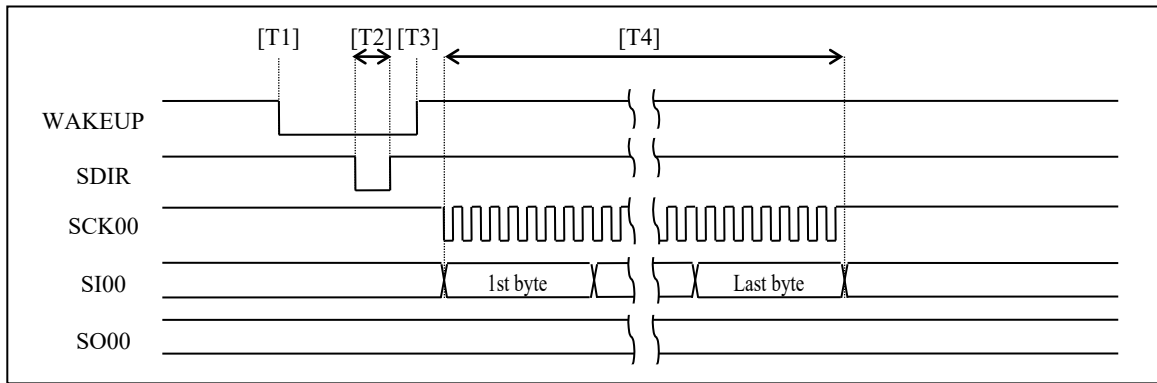 [T1] [T2] [T3] [T4]
WAKEUP
SDIR
SCK00
SI00 1st byte Last byte
SO00